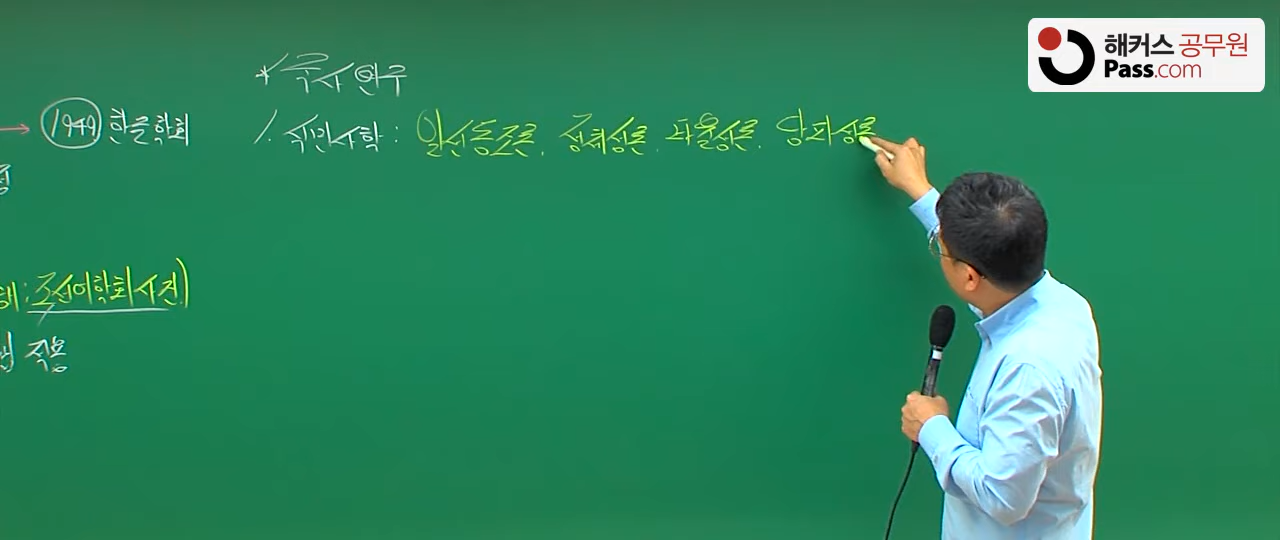 해커스 공무원
Pass.com
* 국사 연구
→ 1949 한글학회
1. 식민사학 : 일선동조론, 정체성론, 타율성론, 당파성론
: 조선어학회 사건)
적용